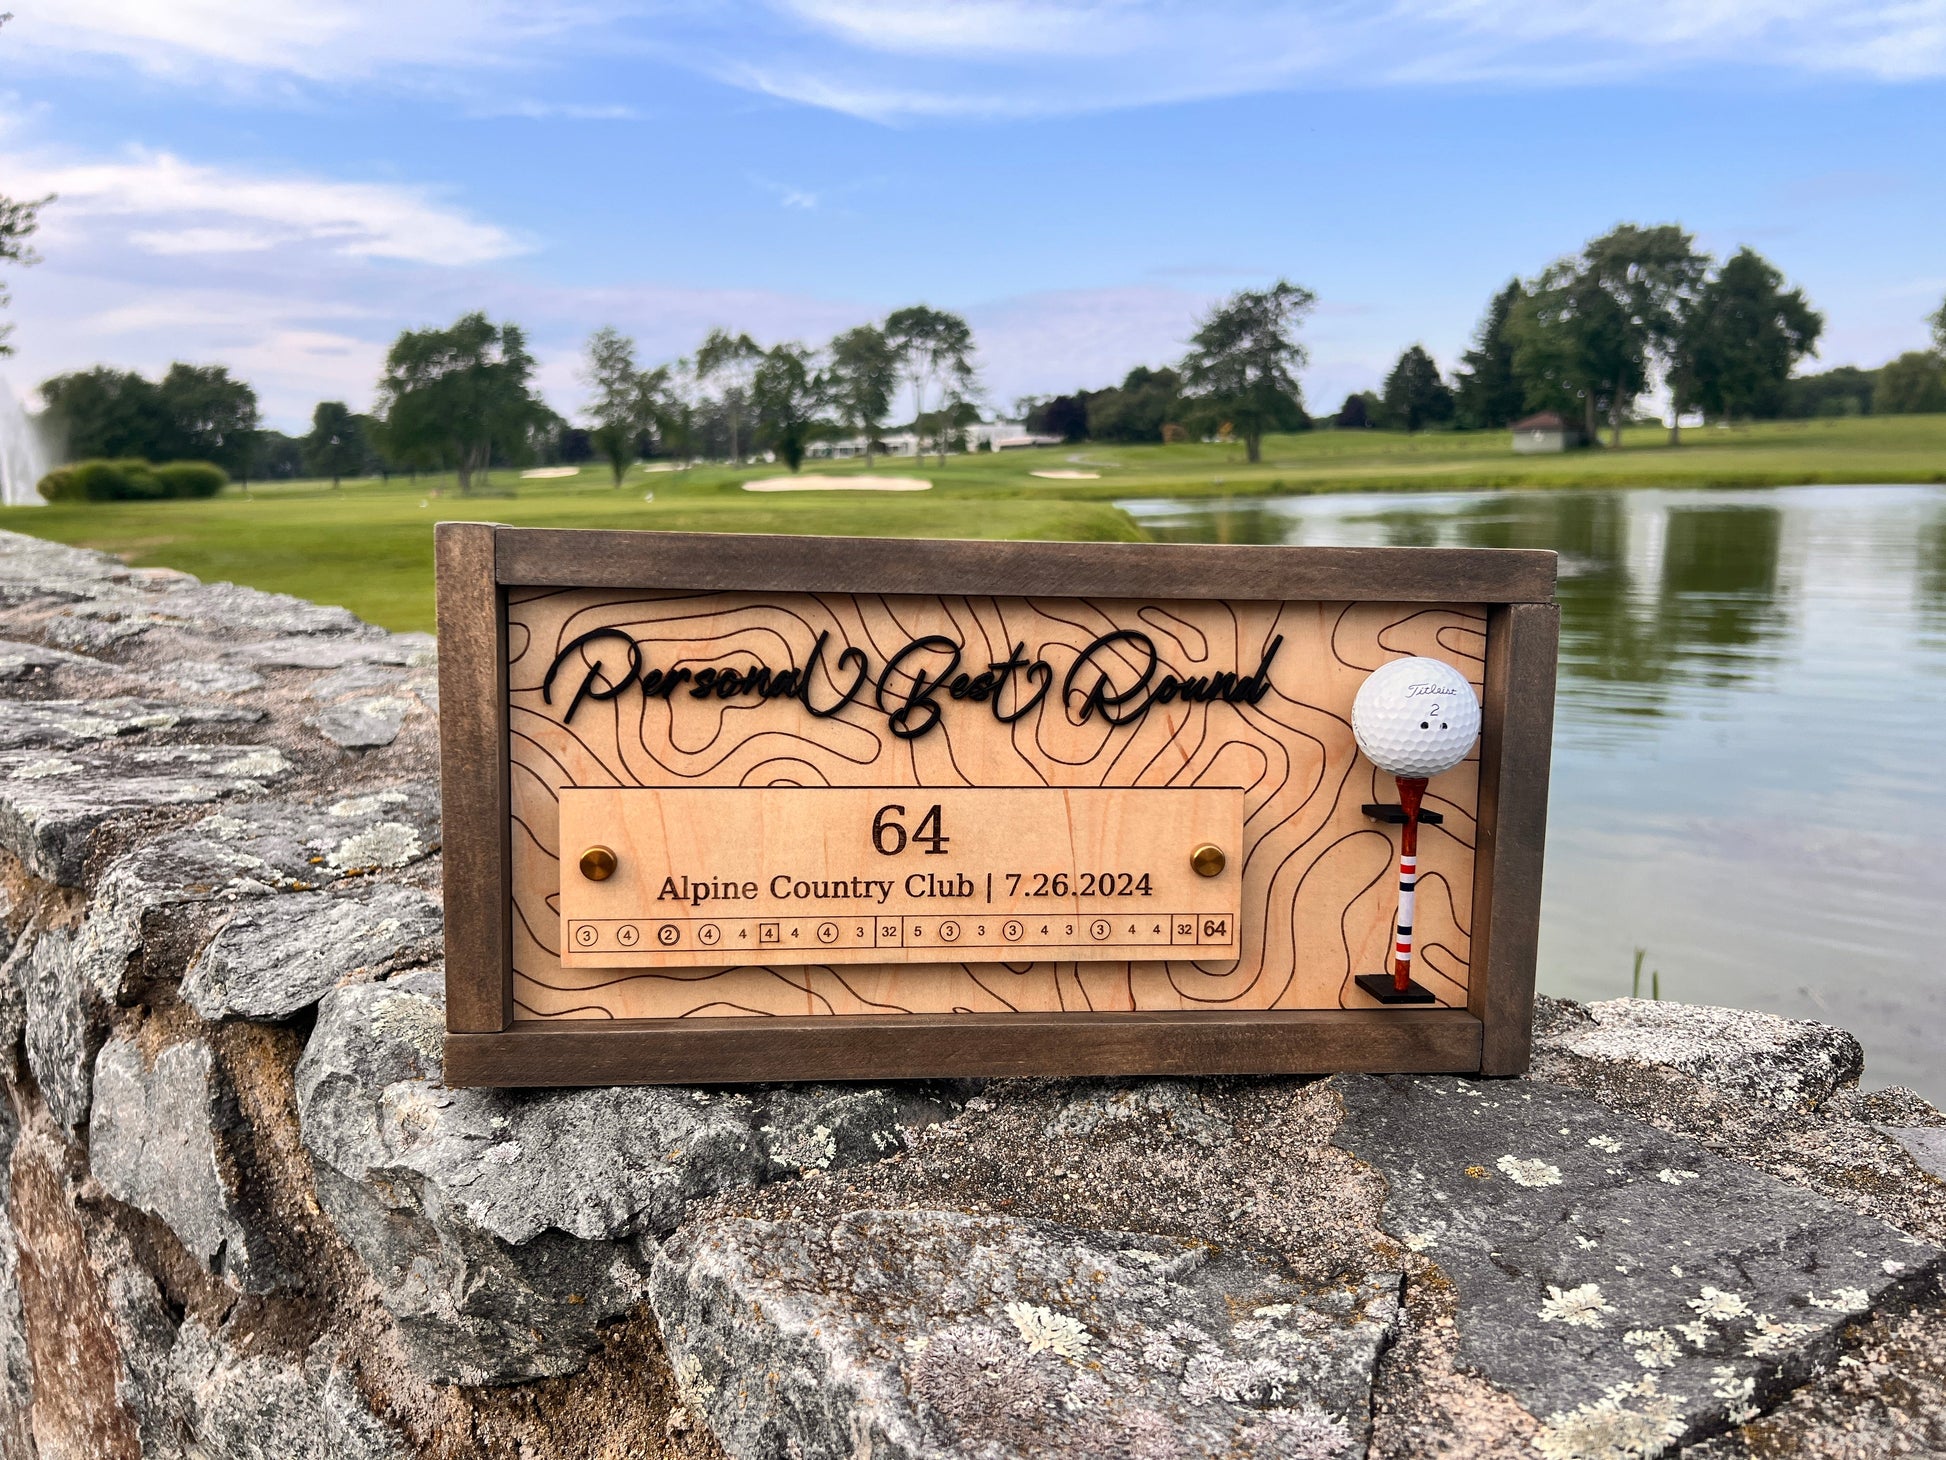 Personal Best Round
Titleist
2
64
Alpine Country Club | 7.26.2024
3 4 2 4 4 4 4 4 3 32 5 3 3 3 4 3 3 4 4 32 64